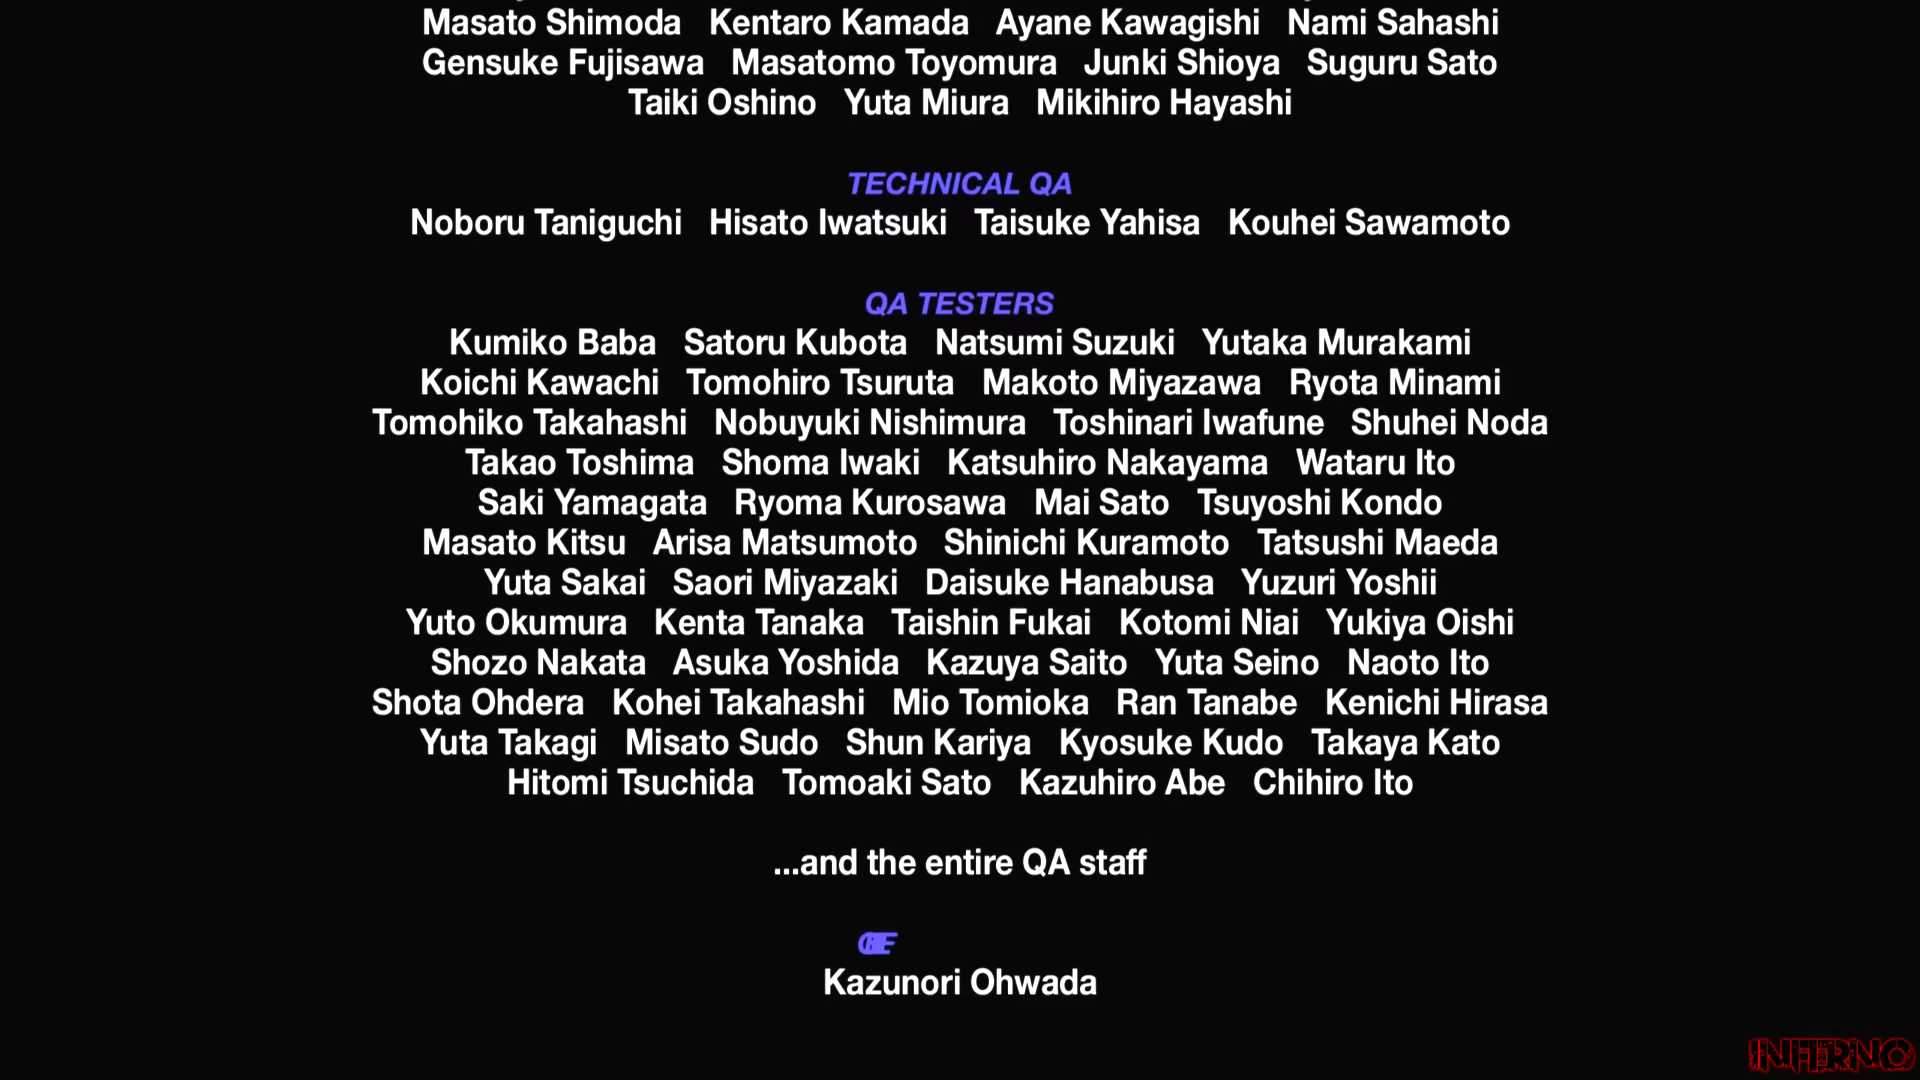 Masato Shimoda Kentaro Kamada Ayane Kawagishi Nami Sahashi
Gensuke Fujisawa Masatomo Toyomura Junki Shioya Suguru Sato
Taiki Oshino Yuta Miura Mikihiro Hayashi
TECHNICAL QA
Noboru Taniguchi Hisato Iwatsuki Taisuke Yahisa Kouhei Sawamoto
QA TESTERS
Kumiko Baba Satoru Kubota Natsumi Suzuki Yutaka Murakami
Koichi Kawachi Tomohiro Tsuruta Makoto Miyazawa Ryota Minami
Tomohiko Takahashi Nobuyuki Nishimura Toshinari Iwafune Shuhei Noda
Takao Toshima Shoma Iwaki Katsuhiro Nakayama Wataru Ito
Saki Yamagata Ryoma Kurosawa Mai Sato Tsuyoshi Kondo
Masato Kitsu Arisa Matsumoto Shinichi Kuramoto Tatsushi Maeda
Yuta Sakai Saori Miyazaki Daisuke Hanabusa Yuzuri Yoshii
Yuto Okumura Kenta Tanaka Taishin Fukai Kotomi Niai Yukiya Oishi
Shozo Nakata Asuka Yoshida Kazuya Saito Yuta Seino Naoto Ito
Shota Ohdera Kohei Takahashi Mio Tomioka Ran Tanabe Kenichi Hirasa
Yuta Takagi Misato Sudo Shun Kariya Kyosuke Kudo Takaya Kato
Hitomi Tsuchida Tomoaki Sato Kazuhiro Abe Chihiro Ito
...and the entire QA staff
Kazunori Ohwada
INFERNO